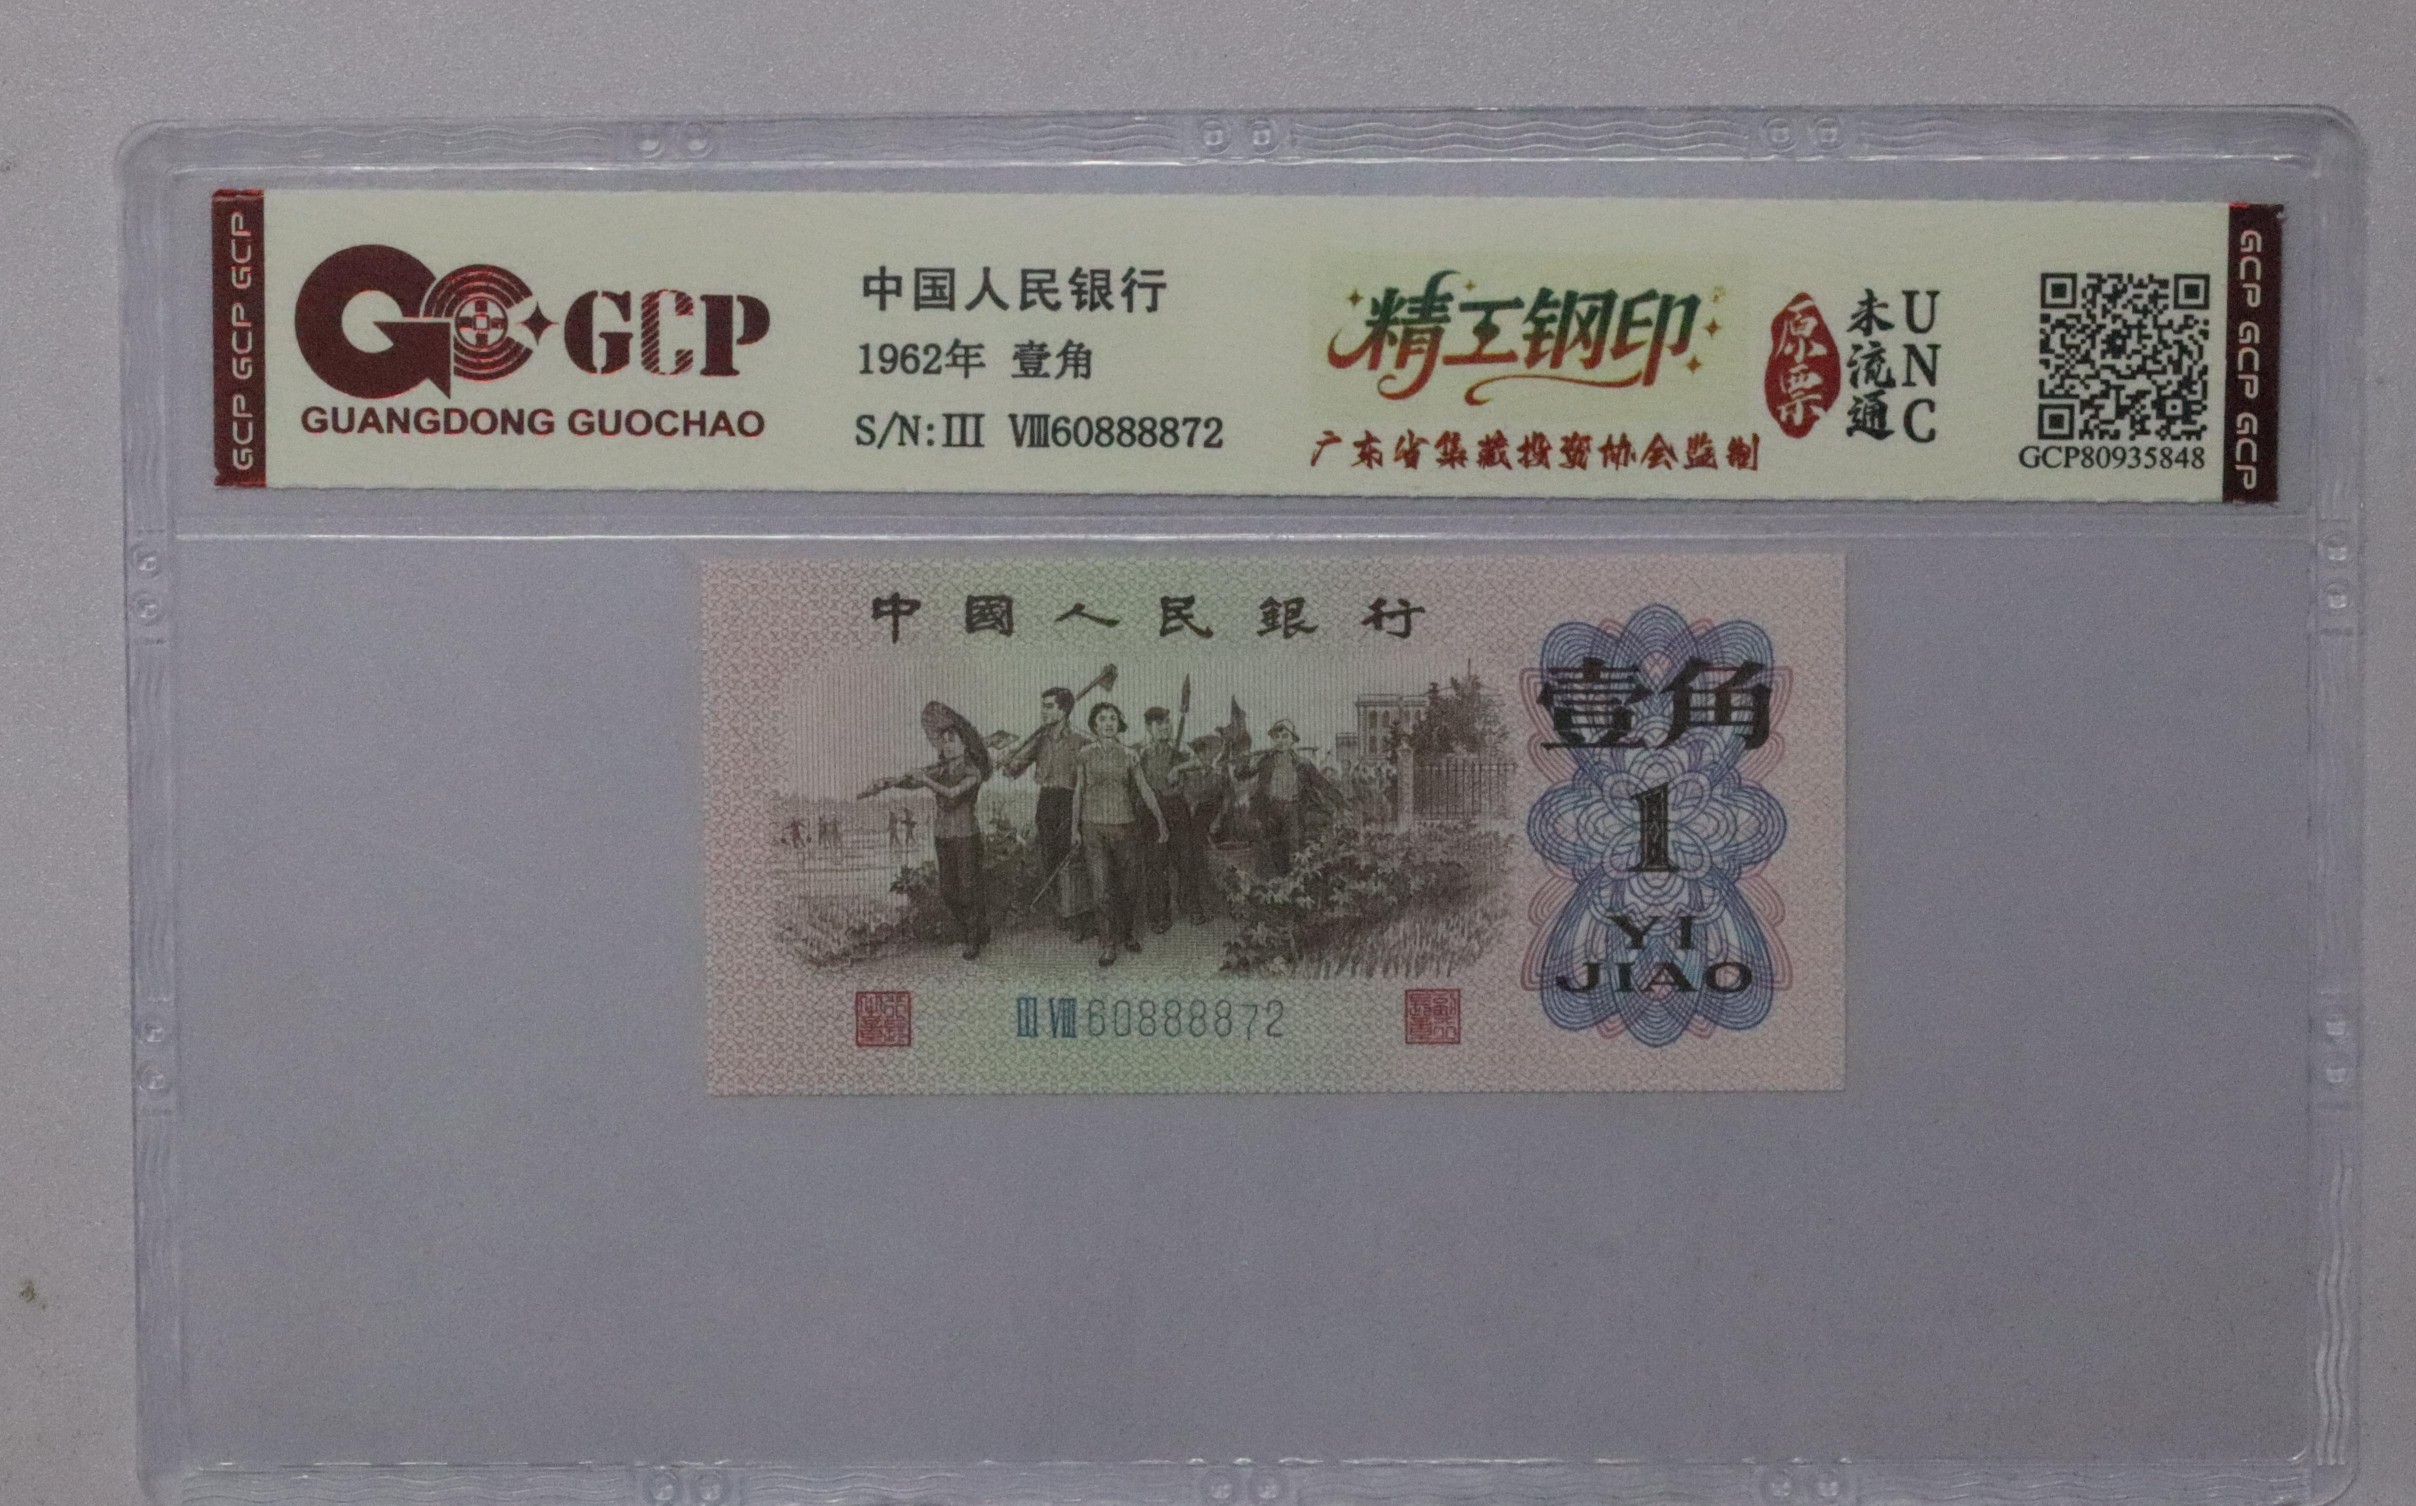 GCP GCP GCP
GCP
GUANGDONG GUOCHAO
中国人民银行
1962年 壹角
S/N:III VIII60888872
精工钢印
广东省集藏投资协会监制
原票
未流通
UNC
GCP80935848
GCP GCP GCP
中國人民銀行
壹角
1
YI
JIAO
III VIII 60888872